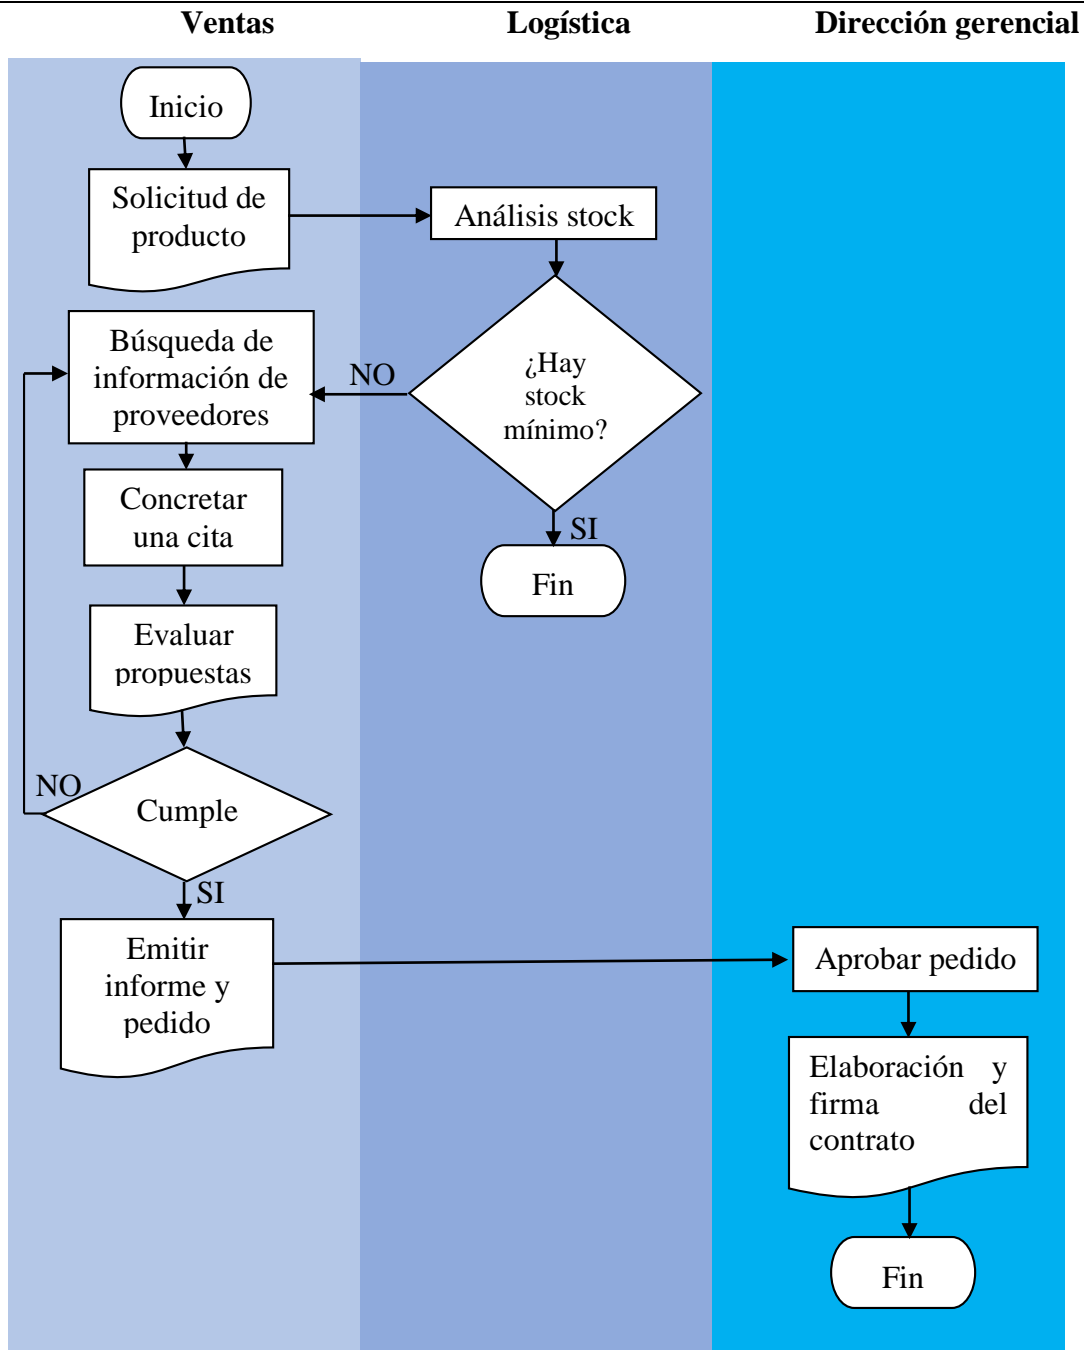 Ventas
Logística
Dirección gerencial
Inicio
Solicitud de
producto
Análisis stock
¿Hay
stock
mínimo?
NO
SI
Fin
Búsqueda de
información de
proveedores
Concretar
una cita
Evaluar
propuestas
Cumple
NO
SI
Emitir
informe y
pedido
Aprobar pedido
Elaboración y
firma del
contrato
Fin